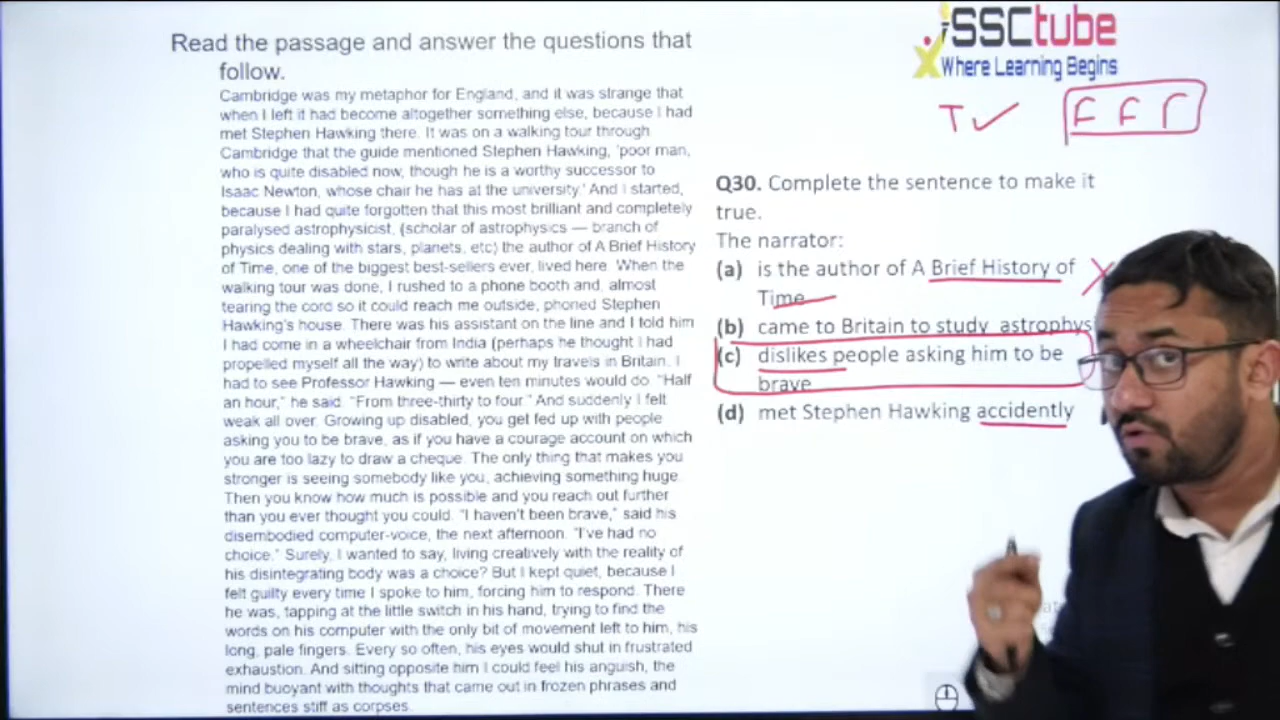 Read the passage and answer the questions that
follow.
Cambridge was my metaphor for England, and it was strange that
when I left it had become altogether something else, because I had
met Stephen Hawking there. It was on a walking tour through
Cambridge that the guide mentioned Stephen Hawking, 'poor man,
who is quite disabled now, though he is a worthy successor to
Isaac Newton, whose chair he has at the university.' And I started,
because I had quite forgotten that this most brilliant and completely
paralysed astrophysicist, (scholar of astrophysics — branch of
physics dealing with stars, planets, etc) the author of A Brief History
of Time, one of the biggest best-sellers ever, lived here. When the
walking tour was done, I rushed to a phone booth and, almost
tearing the cord so it could reach me outside, phoned Stephen
Hawking's house. There was his assistant on the line and I told him
I had come in a wheelchair from India (perhaps he thought I had
propelled myself all the way) to write about my travels in Britain. I
had to see Professor Hawking — even ten minutes would do. "Half
an hour," he said. "From three-thirty to four." And suddenly I felt
weak all over. Growing up disabled, you get fed up with people
asking you to be brave, as if you have a courage account on which
you are too lazy to draw a cheque. The only thing that makes you
stronger is seeing somebody like you, achieving something huge.
Then you know how much is possible and you reach out further
than you ever thought you could. "I haven't been brave," said his
disembodied computer-voice, the next afternoon. "I've had no
choice." Surely, I wanted to say, living creatively with the reality of
his disintegrating body was a choice? But I kept quiet, because I
felt guilty every time I spoke to him, forcing him to respond. There
he was, tapping at the little switch in his hand, trying to find the
words on his computer with the only bit of movement left to him, his
long, pale fingers. Every so often, his eyes would shut in frustrated
exhaustion. And sitting opposite him I could feel his anguish, the
mind buoyant with thoughts that came out in frozen phrases and
sentences stiff as corpses.
iSSCtube
Where Learning Begins
T F F F
Q30. Complete the sentence to make it
true.
The narrator:
(a) is the author of A Brief History of
Time
(b) came to Britain to study astrophys
(c) dislikes people asking him to be
brave
(d) met Stephen Hawking accidently